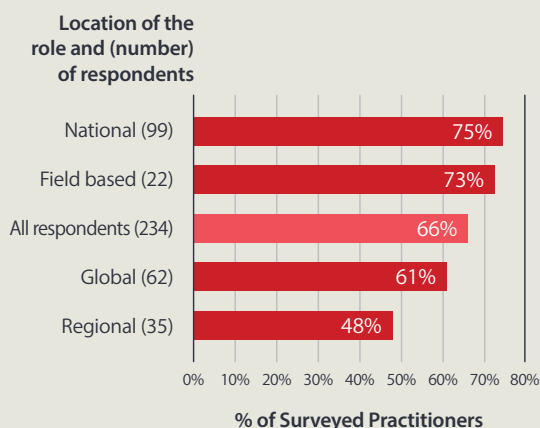 Location of the
role and (number)
of respondents
National (99)
75%
Field based (22)
73%
All respondents (234)
66%
Global (62)
61%
Regional (35)
48%
0% 10% 20% 30% 40% 50% 60% 70% 80%
% of Surveyed Practitioners